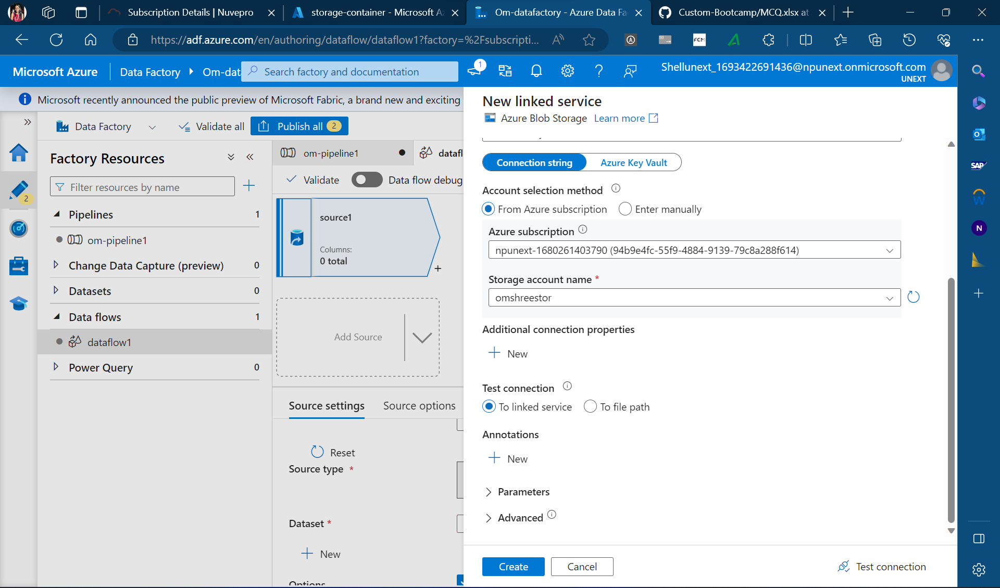 Subscription Details | Nuvepro
storage-container - Microsoft Az
Om-datafactory - Azure Data Fa
Custom-Bootcamp/MCQ.xlsx at
https://adf.azure.com/en/authoring/dataflow/dataflow1?factory=%2Fsubscripti...
FCM
Microsoft Azure
Data Factory
Om-dat
Search factory and documentation
1
Shellunext_1693422691436@npunext.onmicrosoft.com
UNEXT
Microsoft recently announced the public preview of Microsoft Fabric, a brand new and exciting
Data Factory
Validate all
Publish all 2
2
Factory Resources
Filter resources by name
Pipelines 1
om-pipeline1
Change Data Capture (preview) 0
Datasets 0
Data flows 1
dataflow1
Power Query 0
om-pipeline1
datafl
Validate
Data flow debug
source1
Columns:
0 total
Add Source
Source settings
Source options
Reset
Source type *
Dataset *
New
Options
New linked service
Azure Blob Storage Learn more
Connection string
Azure Key Vault
Account selection method
From Azure subscription
Enter manually
Azure subscription
npunext-1680261403790 (94b9e4fc-55f9-4884-9139-79c8a288f614)
Storage account name *
omshreestor
Additional connection properties
New
Test connection
To linked service
To file path
Annotations
New
Parameters
Advanced
Create
Cancel
Test connection
SAP
W
N